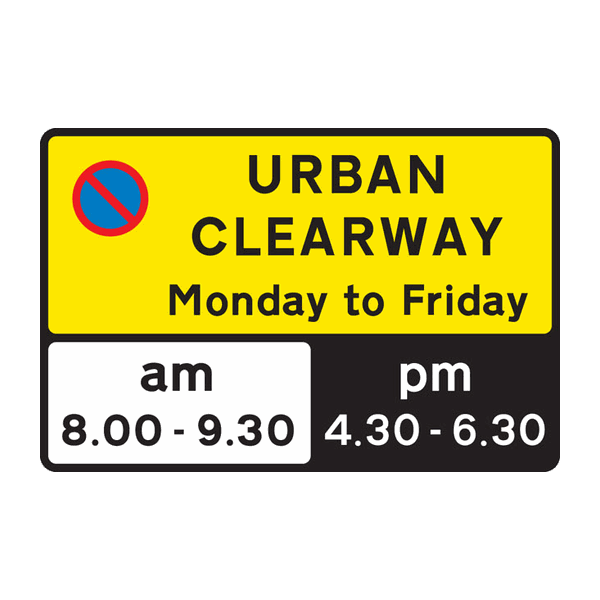 URBAN
CLEARWAY
Monday to Friday
am
8.00 - 9.30
pm
4.30 - 6.30